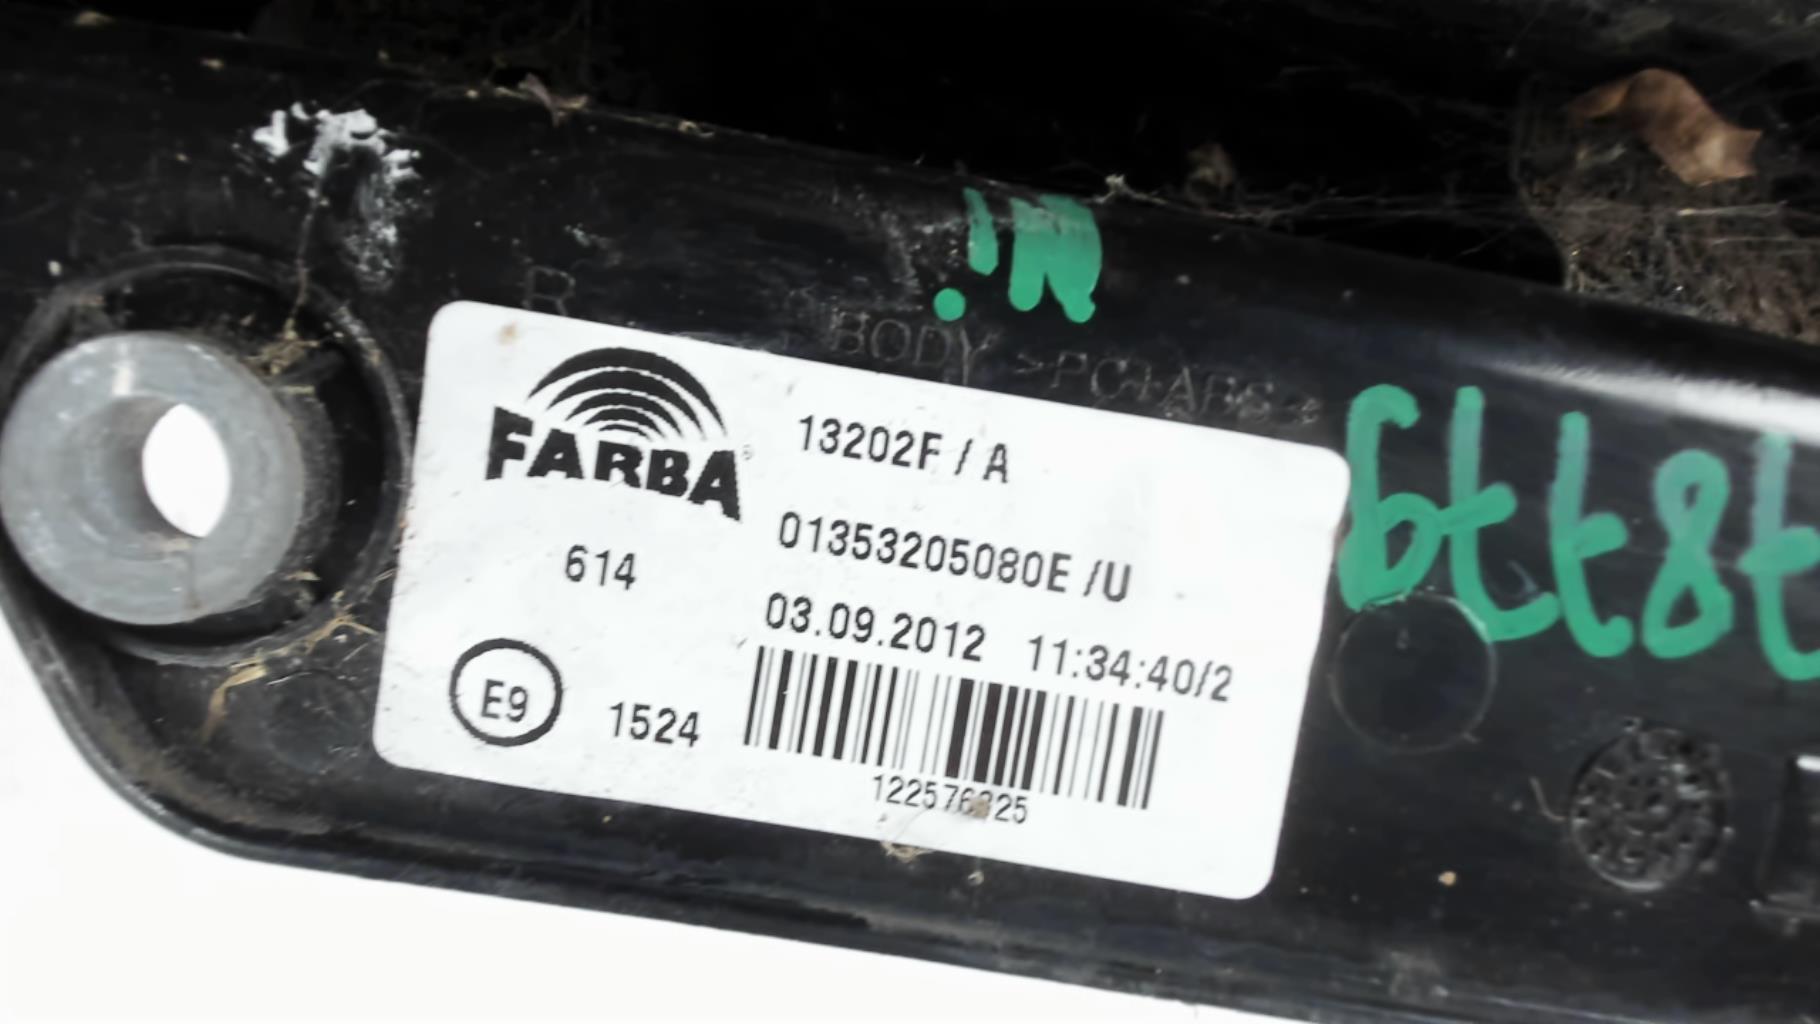 R
BODY >PC+ABS<
FARBA
13202F / A
01353205080E /U
614
03.09.2012 11:34:40/2
E9
1524